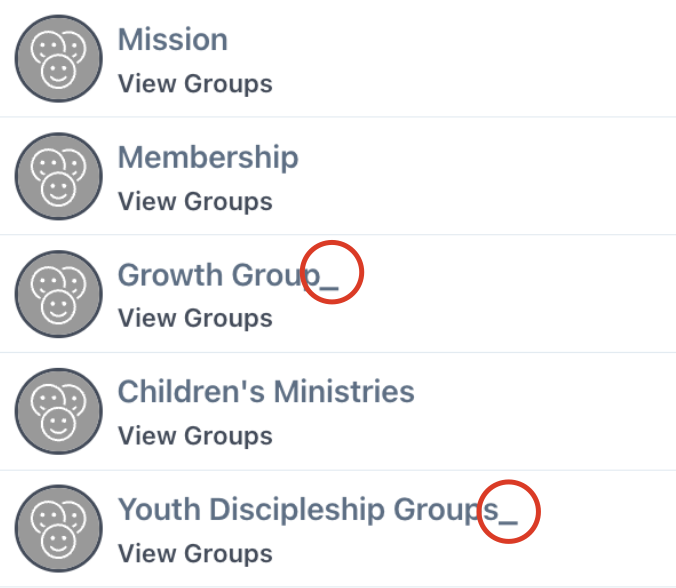 Mission
View Groups
Membership
View Groups
Growth Group_
View Groups
Children's Ministries
View Groups
Youth Discipleship Groups_
View Groups